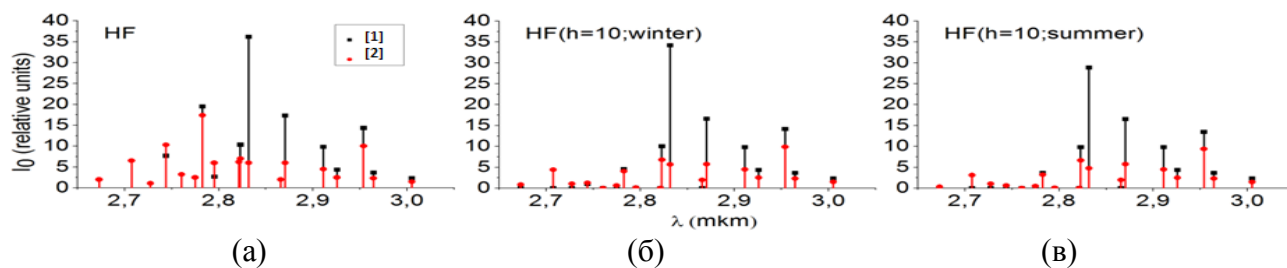 HF
[1]
[2]
I0 (relative units)
40
35
30
25
20
15
10
5
0
2,7 2,8 2,9 3,0
(а)
HF(h=10;winter)
40
35
30
25
20
15
10
5
0
2,7 2,8 2,9 3,0
λ (mkm)
(б)
HF(h=10;summer)
40
35
30
25
20
15
10
5
0
2,7 2,8 2,9 3,0
(в)